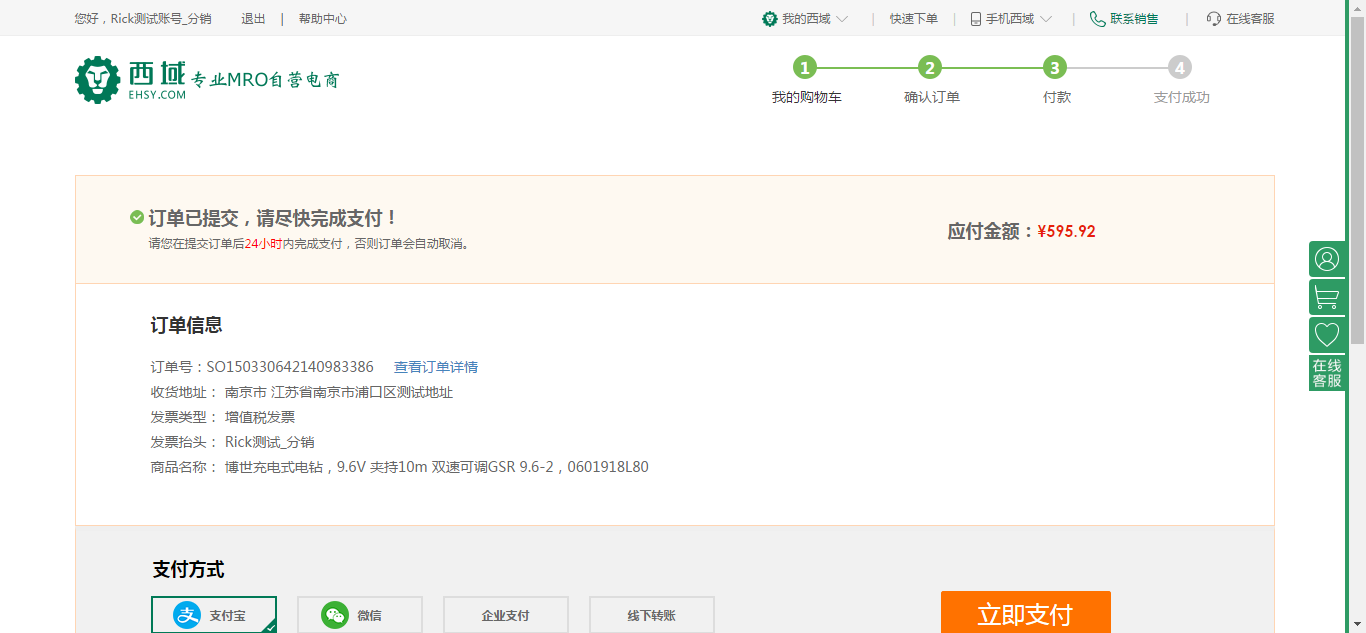 您好，Rick测试账号_分销 退出 | 帮助中心 我的西域 | 快速下单 | 手机西域 | 联系销售 | 在线客服
西域 专业MRO自营电商
EHSY.COM
1 2 3 4
我的购物车 确认订单 付款 支付成功
订单已提交，请尽快完成支付！
请您在提交订单后24小时内完成支付，否则订单会自动取消。
应付金额：¥595.92
订单信息
订单号：SO150330642140983386 查看订单详情
收货地址： 南京市 江苏省南京市浦口区测试地址
发票类型： 增值税发票
发票抬头： Rick测试_分销
商品名称： 博世充电式电钻，9.6V 夹持10m 双速可调GSR 9.6-2，0601918L80
在线
客服
支付方式
支付宝 微信 企业支付 线下转账 立即支付